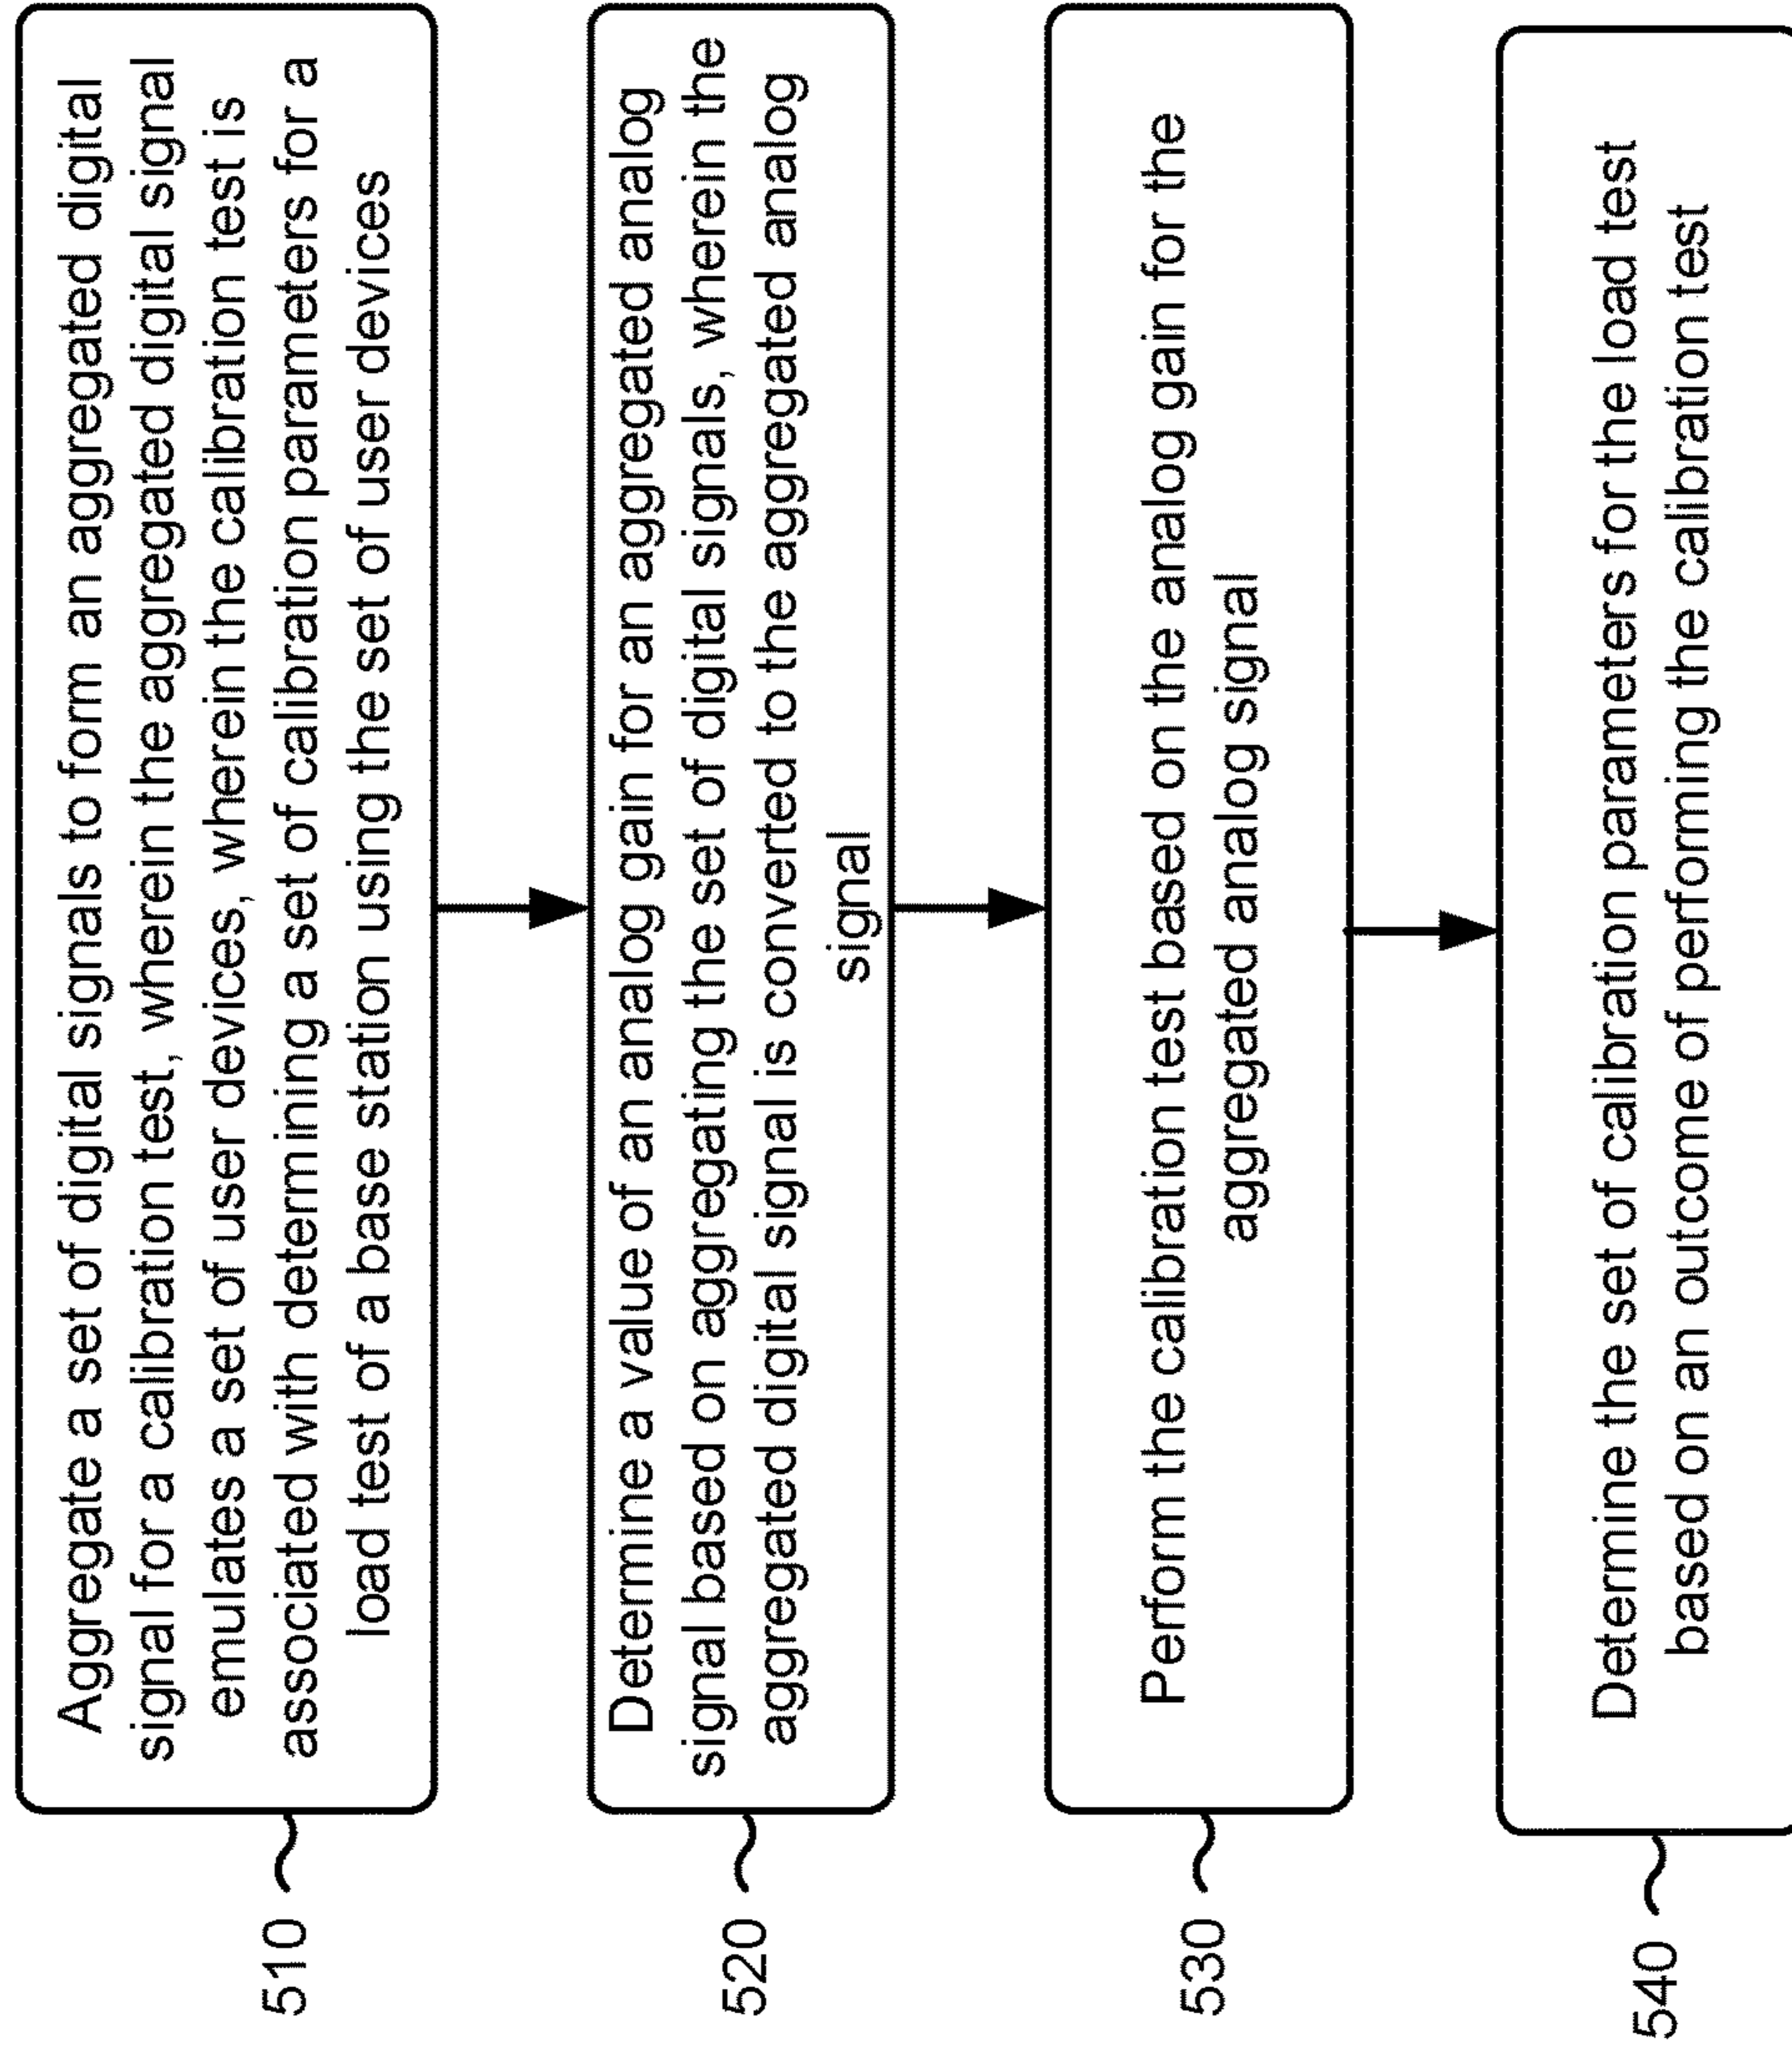 510
Aggregate a set of digital signals to form an aggregated digital
signal for a calibration test, wherein the aggregated digital signal
emulates a set of user devices, wherein the calibration test is
associated with determining a set of calibration parameters for a
load test of a base station using the set of user devices
520
Determine a value of an analog gain for an aggregated analog
signal based on aggregating the set of digital signals, wherein the
aggregated digital signal is converted to the aggregated analog
signal
530
Perform the calibration test based on the analog gain for the
aggregated analog signal
540
Determine the set of calibration parameters for the load test
based on an outcome of performing the calibration test